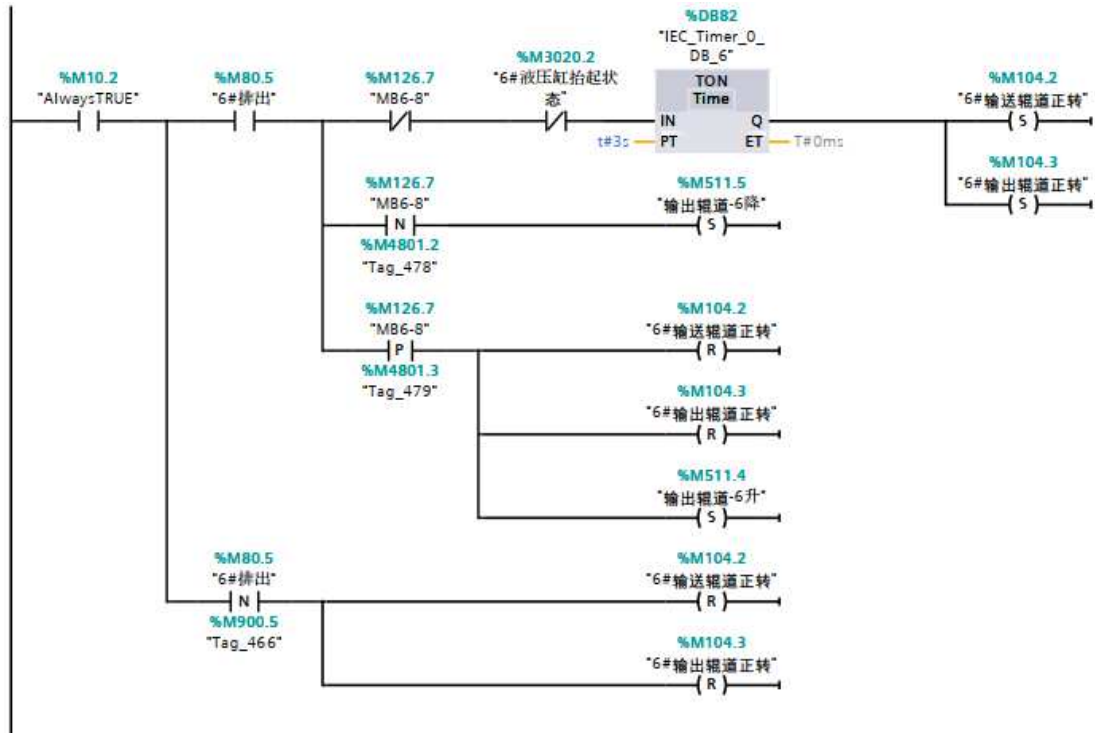 %DB82
"IEC_Timer_0_
DB_6"
%M10.2
"AlwaysTRUE"
%M80.5
"6#排出"
%M126.7
"MB6-8"
%M3020.2
"6#液压缸抬起状
态"
TON
Time
IN
Q
t#3s
PT
ET
T#0ms
%M104.2
"6#输送辊道正转"
S
%M104.3
"6#输出辊道正转"
S
%M126.7
"MB6-8"
N
%M4801.2
"Tag_478"
%M511.5
"输出辊道-6降"
S
%M126.7
"MB6-8"
P
%M4801.3
"Tag_479"
%M104.2
"6#输送辊道正转"
R
%M104.3
"6#输出辊道正转"
R
%M511.4
"输出辊道-6升"
S
%M80.5
"6#排出"
N
%M900.5
"Tag_466"
%M104.2
"6#输送辊道正转"
R
%M104.3
"6#输出辊道正转"
R